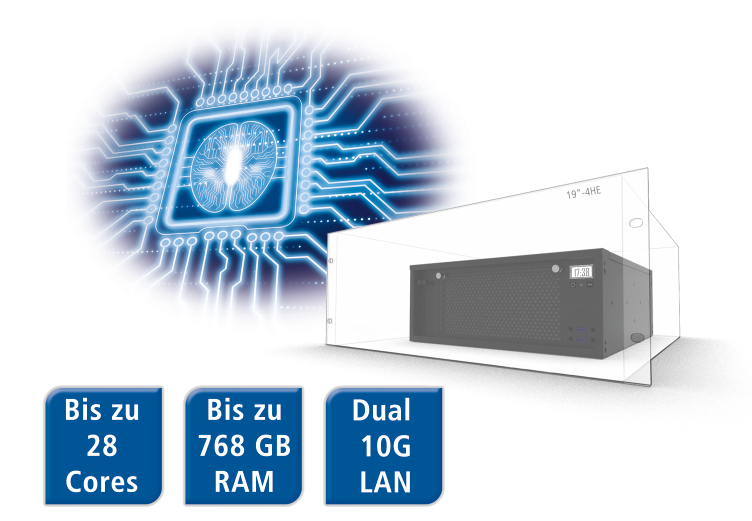 19"-4HE
17:38
Bis zu
28
Cores
Bis zu
768 GB
RAM
Dual
10G
LAN